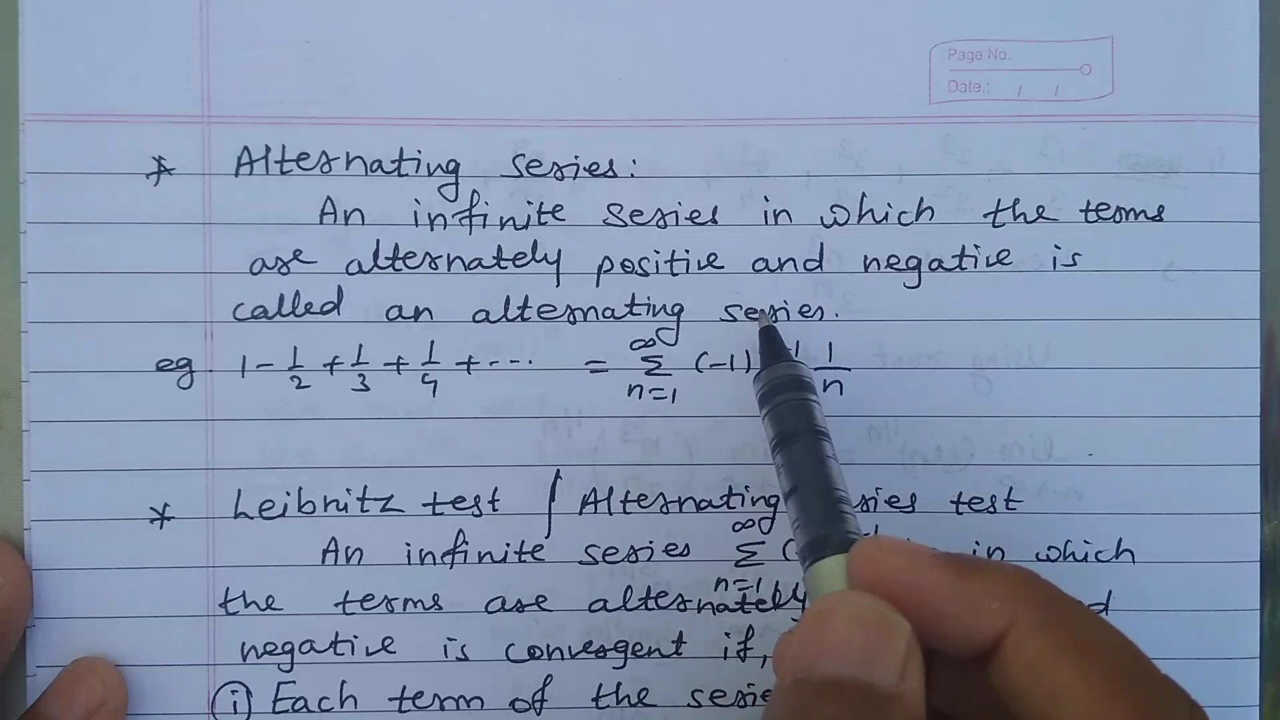 Page No.
Date.: / /
* Alternating series:
An infinite series in which the terms
are alternately positive and negative is
called an alternating series.
eg. 1 - 1/2 + 1/3 + 1/4 + ... = ∑ n=1 ∞ (-1) 1 1/n
* Leibnitz test / Alternating series test
An infinite series ∑ n=1 ∞ ( in which
the terms are alternately
negative is convergent if,
(i) Each term of the